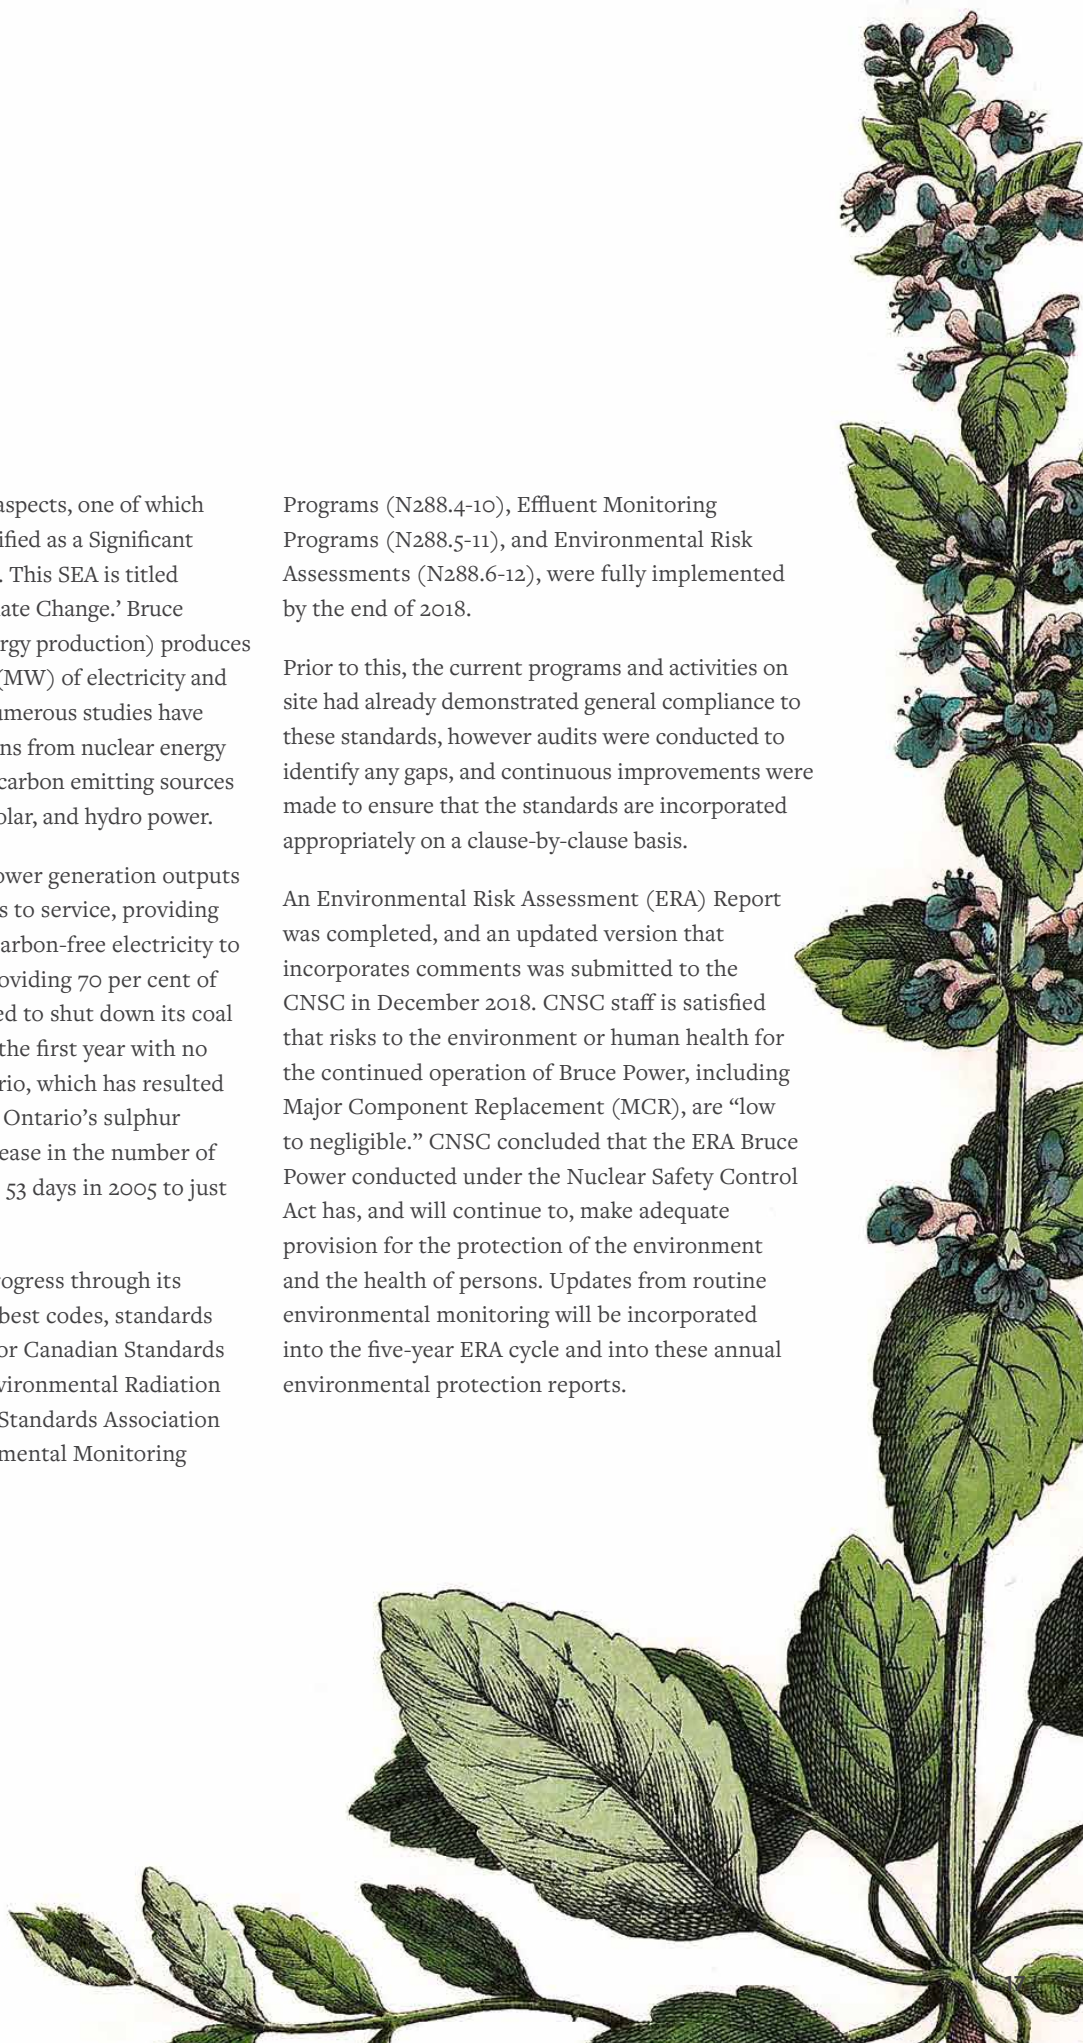 aspects, one of which
ified as a Significant
. This SEA is titled
ate Change.’ Bruce
rgy production) produces
(MW) of electricity and
umerous studies have
ns from nuclear energy
carbon emitting sources
olar, and hydro power.
ower generation outputs
s to service, providing
arbon-free electricity to
oviding 70 per cent of
ed to shut down its coal
the first year with no
rio, which has resulted
Ontario’s sulphur
ease in the number of
53 days in 2005 to just
rogress through its
best codes, standards
or Canadian Standards
vironmental Radiation
Standards Association
mental Monitoring
Programs (N288.4-10), Effluent Monitoring
Programs (N288.5-11), and Environmental Risk
Assessments (N288.6-12), were fully implemented
by the end of 2018.
Prior to this, the current programs and activities on
site had already demonstrated general compliance to
these standards, however audits were conducted to
identify any gaps, and continuous improvements were
made to ensure that the standards are incorporated
appropriately on a clause-by-clause basis.
An Environmental Risk Assessment (ERA) Report
was completed, and an updated version that
incorporates comments was submitted to the
CNSC in December 2018. CNSC staff is satisfied
that risks to the environment or human health for
the continued operation of Bruce Power, including
Major Component Replacement (MCR), are “low
to negligible.” CNSC concluded that the ERA Bruce
Power conducted under the Nuclear Safety Control
Act has, and will continue to, make adequate
provision for the protection of the environment
and the health of persons. Updates from routine
environmental monitoring will be incorporated
into the five-year ERA cycle and into these annual
environmental protection reports.